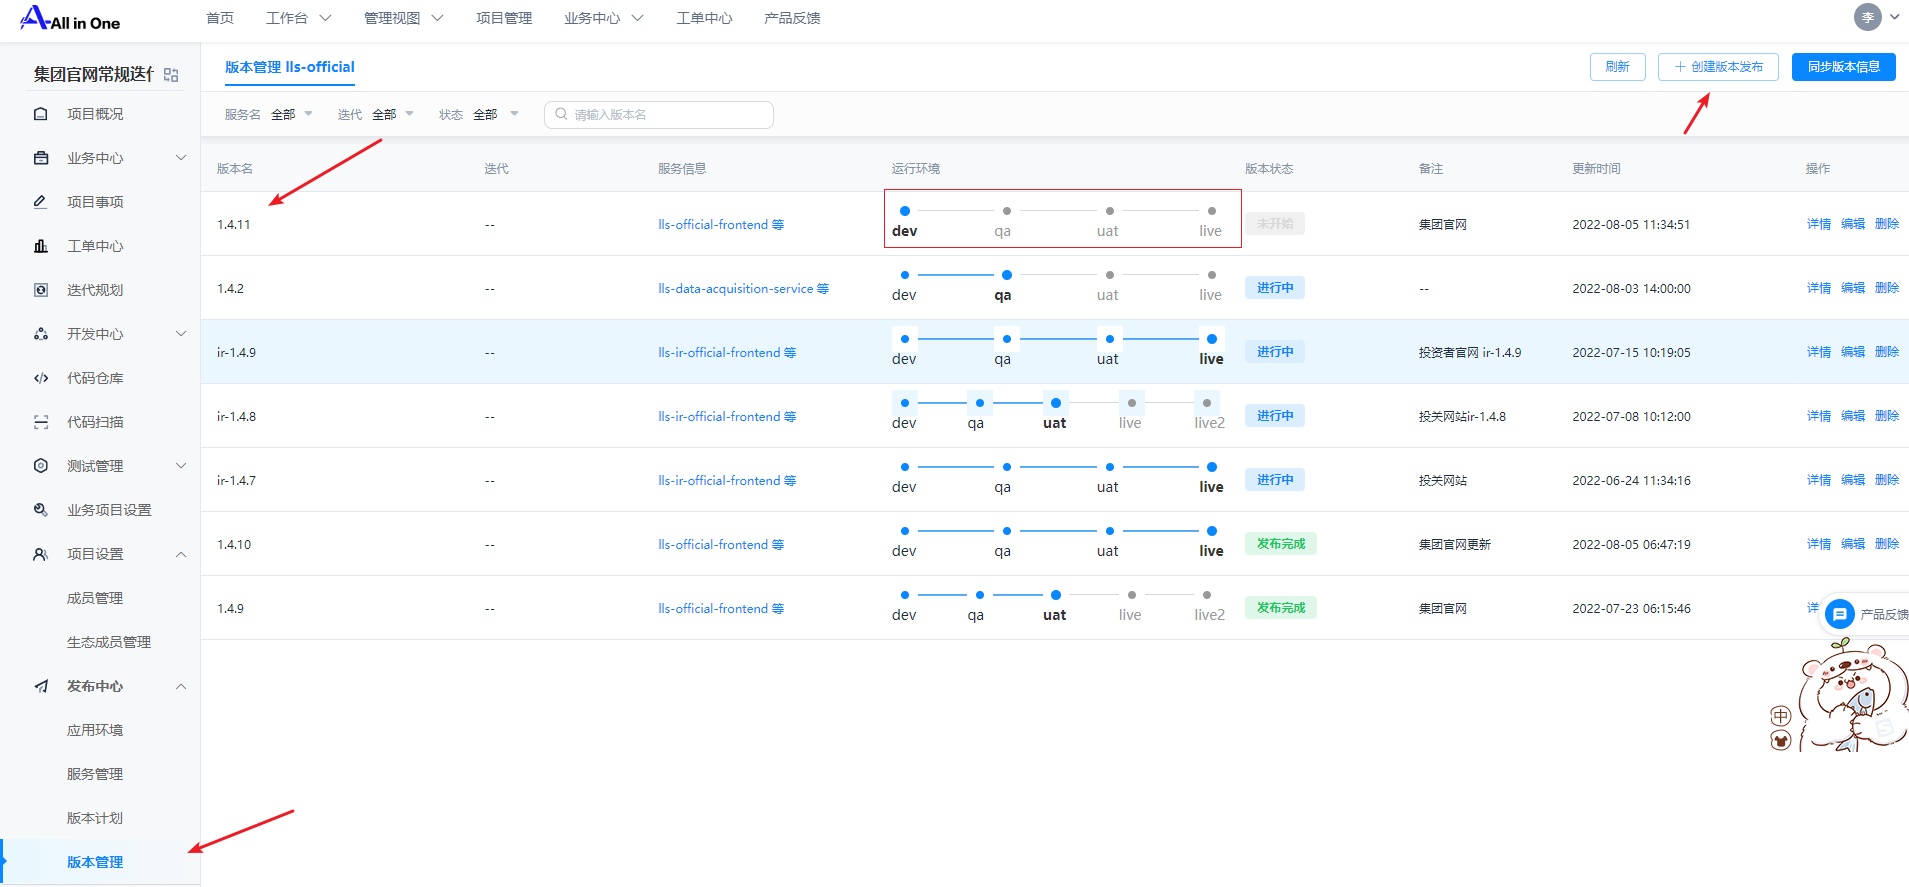 All in One
首页 工作台 管理视图 项目管理 业务中心 工单中心 产品反馈 李
集团官网常规迭代
项目概况
业务中心
项目事项
工单中心
迭代规划
开发中心
代码仓库
代码扫描
测试管理
业务项目设置
项目设置
成员管理
生态成员管理
发布中心
应用环境
服务管理
版本计划
版本管理
版本管理 lls-official 刷新 创建版本发布 同步版本信息
服务名 全部 迭代 全部 状态 全部 请输入版本名
版本名 迭代 服务信息 运行环境 版本状态 备注 更新时间 操作
1.4.11 -- lls-official-frontend 等 dev qa uat live 未开始 集团官网 2022-08-05 11:34:51 详情 编辑 删除
1.4.2 -- lls-data-acquisition-service 等 dev qa uat live 进行中 -- 2022-08-03 14:00:00 详情 编辑 删除
ir-1.4.9 -- lls-ir-official-frontend 等 dev qa uat live 进行中 投资者官网 ir-1.4.9 2022-07-15 10:19:05 详情 编辑 删除
ir-1.4.8 -- lls-ir-official-frontend 等 dev qa uat live live2 进行中 投关网站ir-1.4.8 2022-07-08 10:12:00 详情 编辑 删除
ir-1.4.7 -- lls-ir-official-frontend 等 dev qa uat live 进行中 投关网站 2022-06-24 11:34:16 详情 编辑 删除
1.4.10 -- lls-official-frontend 等 dev qa uat live 发布完成 集团官网更新 2022-08-05 06:47:19 详情 编辑 删除
1.4.9 -- lls-official-frontend 等 dev qa uat live live2 发布完成 集团官网 2022-07-23 06:15:46 详
产品反馈
中